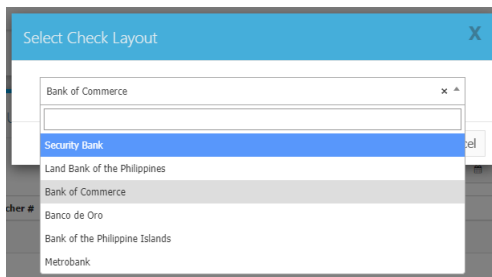 Select Check Layout
X
Bank of Commerce
×
Security Bank
Land Bank of the Philippines
Bank of Commerce
cher #
Banco de Oro
Bank of the Philippine Islands
Metrobank